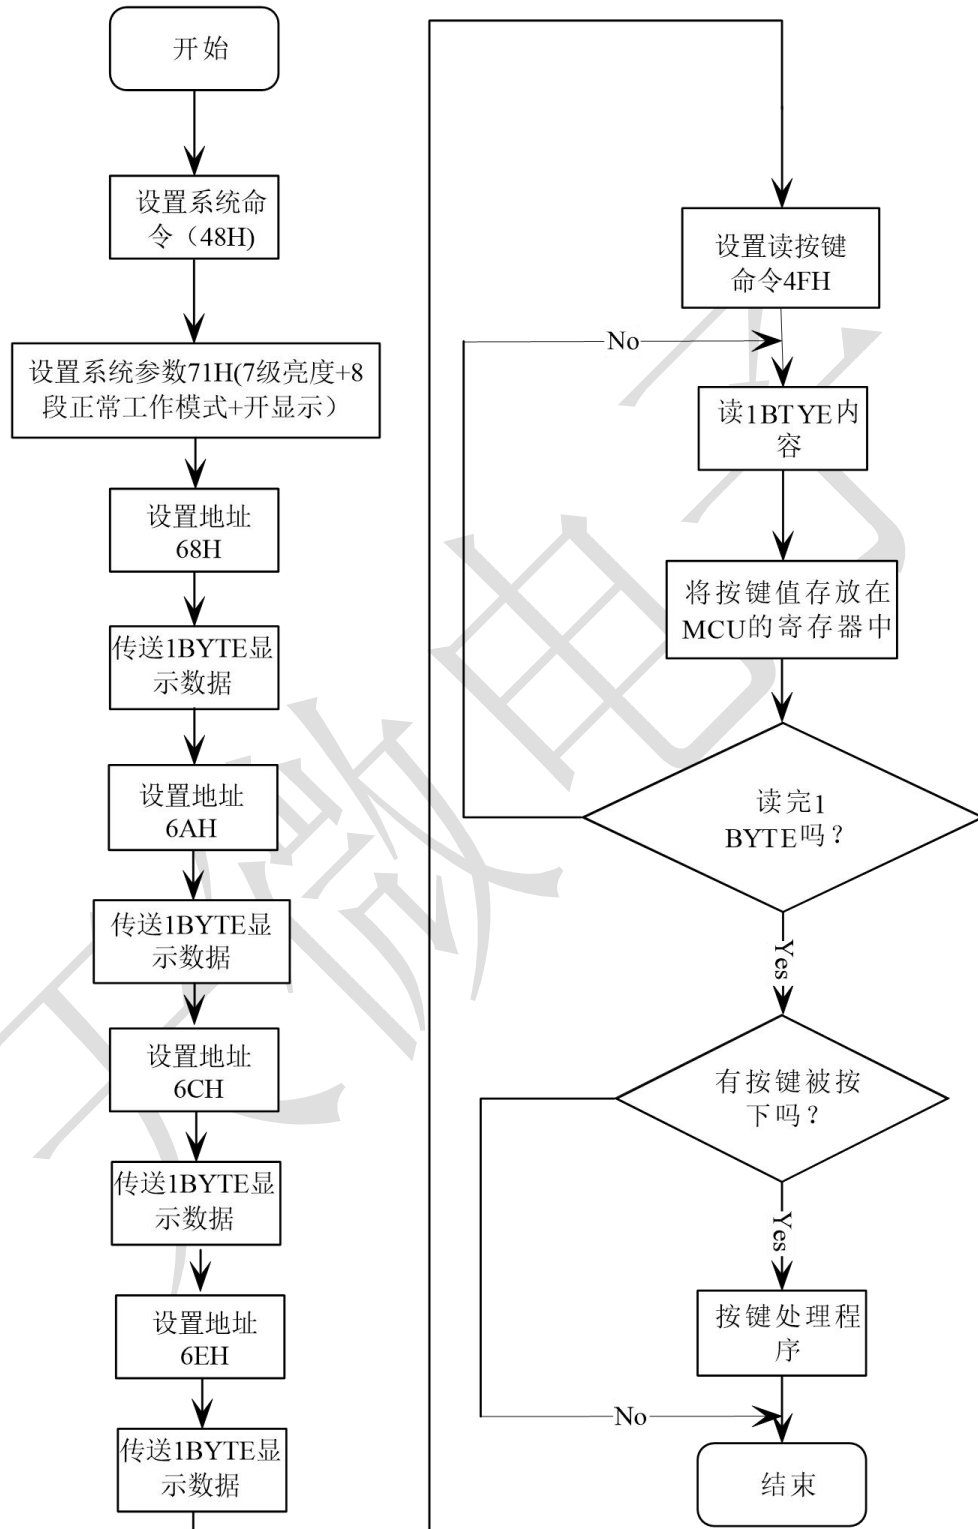 开始
设置系统命
令（48H)
设置系统参数71H(7级亮度+8
段正常工作模式+开显示）
设置地址
68H
传送1BYTE显
示数据
设置地址
6AH
传送1BYTE显
示数据
设置地址
6CH
传送1BYTE显
示数据
设置地址
6EH
传送1BYTE显
示数据
设置读按键
命令4FH
No
读1BTYE内
容
将按键值存放在
MCU的寄存器中
读完1
BYTE吗？
Yes
有按键被按
下吗？
Yes
按键处理程
序
No
结束
天微电子